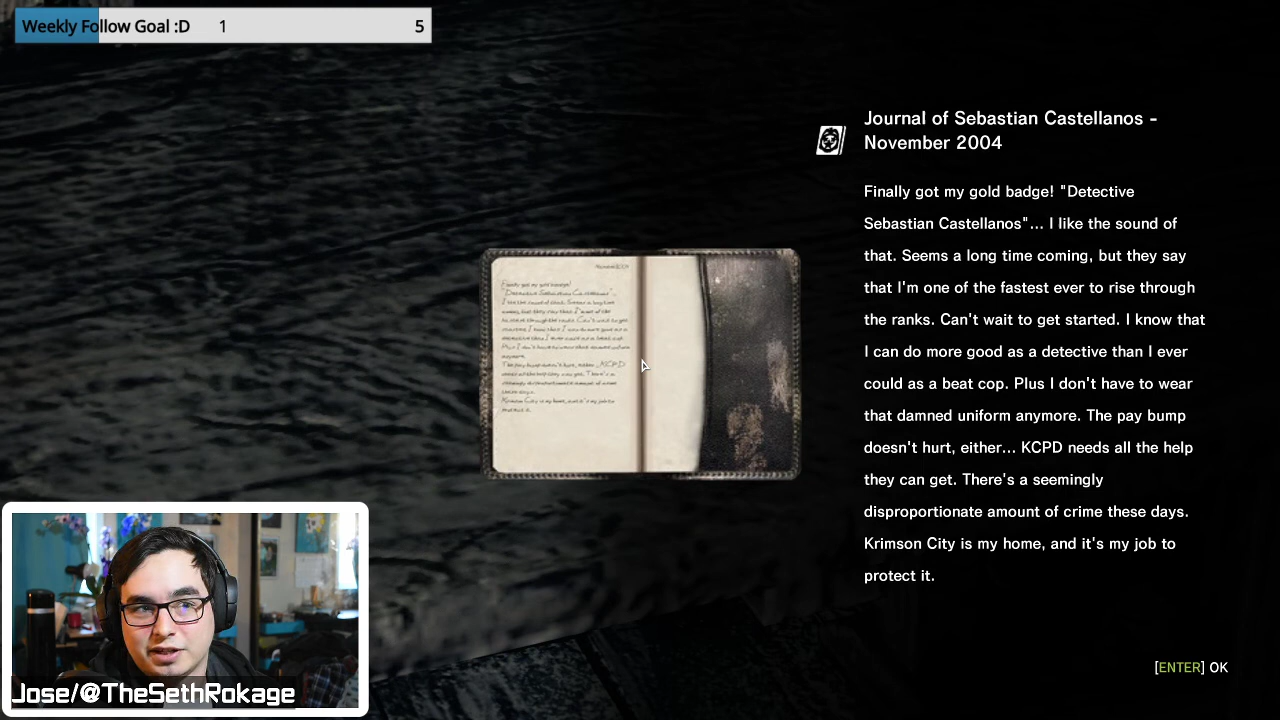 Weekly Follow Goal :D 1 5
Journal of Sebastian Castellanos -
November 2004
Finally got my gold badge! "Detective
Sebastian Castellanos"... I like the sound of
that. Seems a long time coming, but they say
that I'm one of the fastest ever to rise through
the ranks. Can't wait to get started. I know that
I can do more good as a detective than I ever
could as a beat cop. Plus I don't have to wear
that damned uniform anymore. The pay bump
doesn't hurt, either... KCPD needs all the help
they can get. There's a seemingly
disproportionate amount of crime these days.
Krimson City is my home, and it's my job to
protect it.
[ENTER] OK
Jose/@TheSethRokage